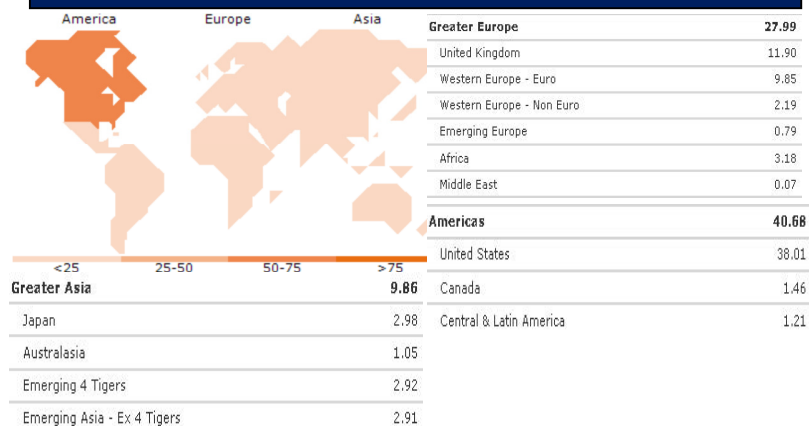 America Europe Asia
<25 25-50 50-75 >75
Greater Asia 9.86
Japan 2.98
Australasia 1.05
Emerging 4 Tigers 2.92
Emerging Asia - Ex 4 Tigers 2.91
Greater Europe 27.99
United Kingdom 11.90
Western Europe - Euro 9.85
Western Europe - Non Euro 2.19
Emerging Europe 0.79
Africa 3.18
Middle East 0.07
Americas 40.68
United States 38.01
Canada 1.46
Central & Latin America 1.21